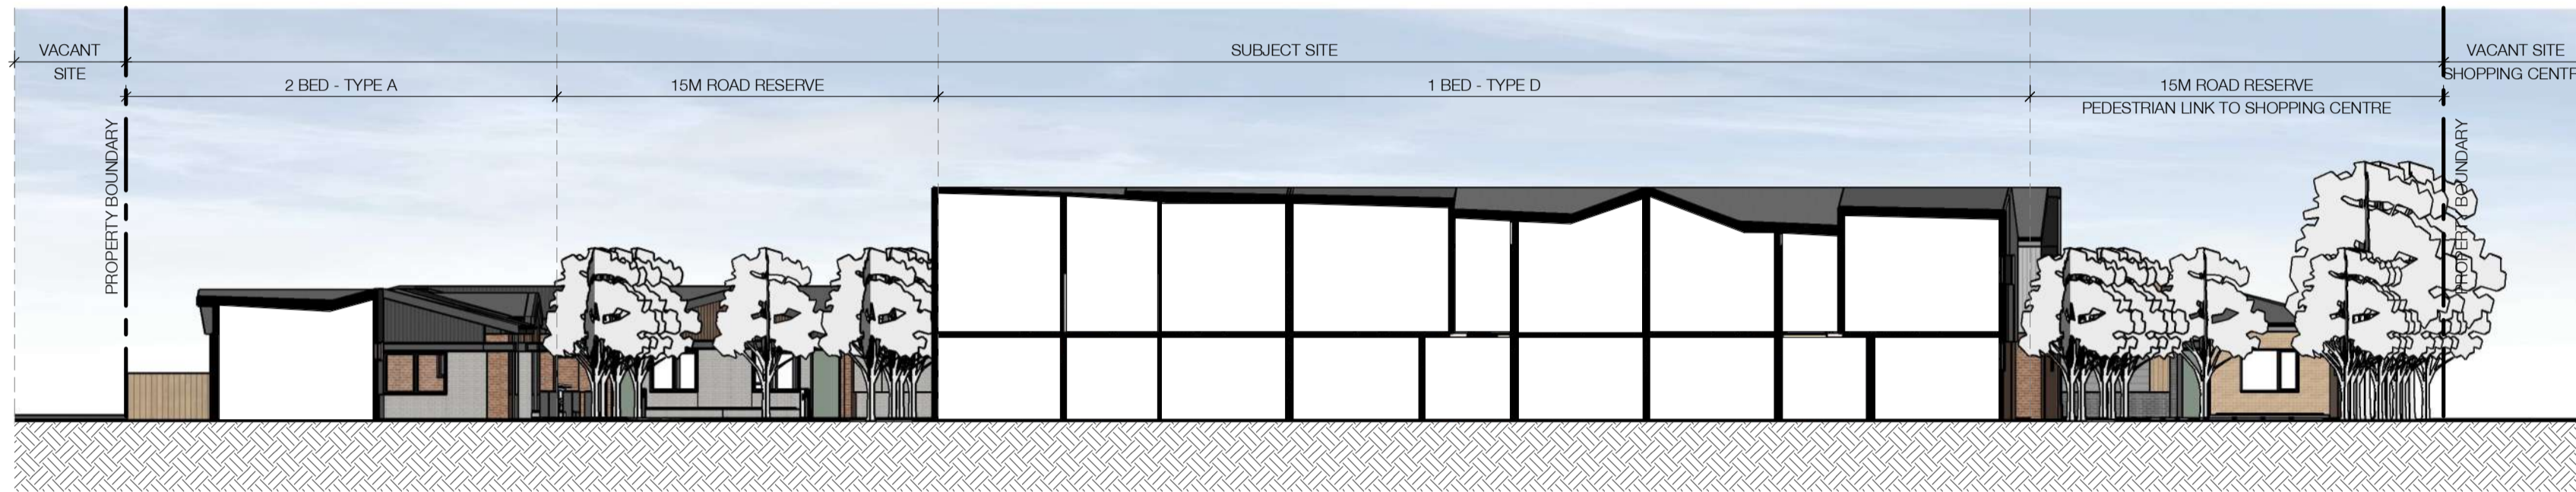 VACANT
SITE
SUBJECT SITE
VACANT SITE
SHOPPING CENTR
2 BED - TYPE A
15M ROAD RESERVE
1 BED - TYPE D
15M ROAD RESERVE
PEDESTRIAN LINK TO SHOPPING CENTRE
PROPERTY BOUNDARY
PROPERTY BOUNDARY